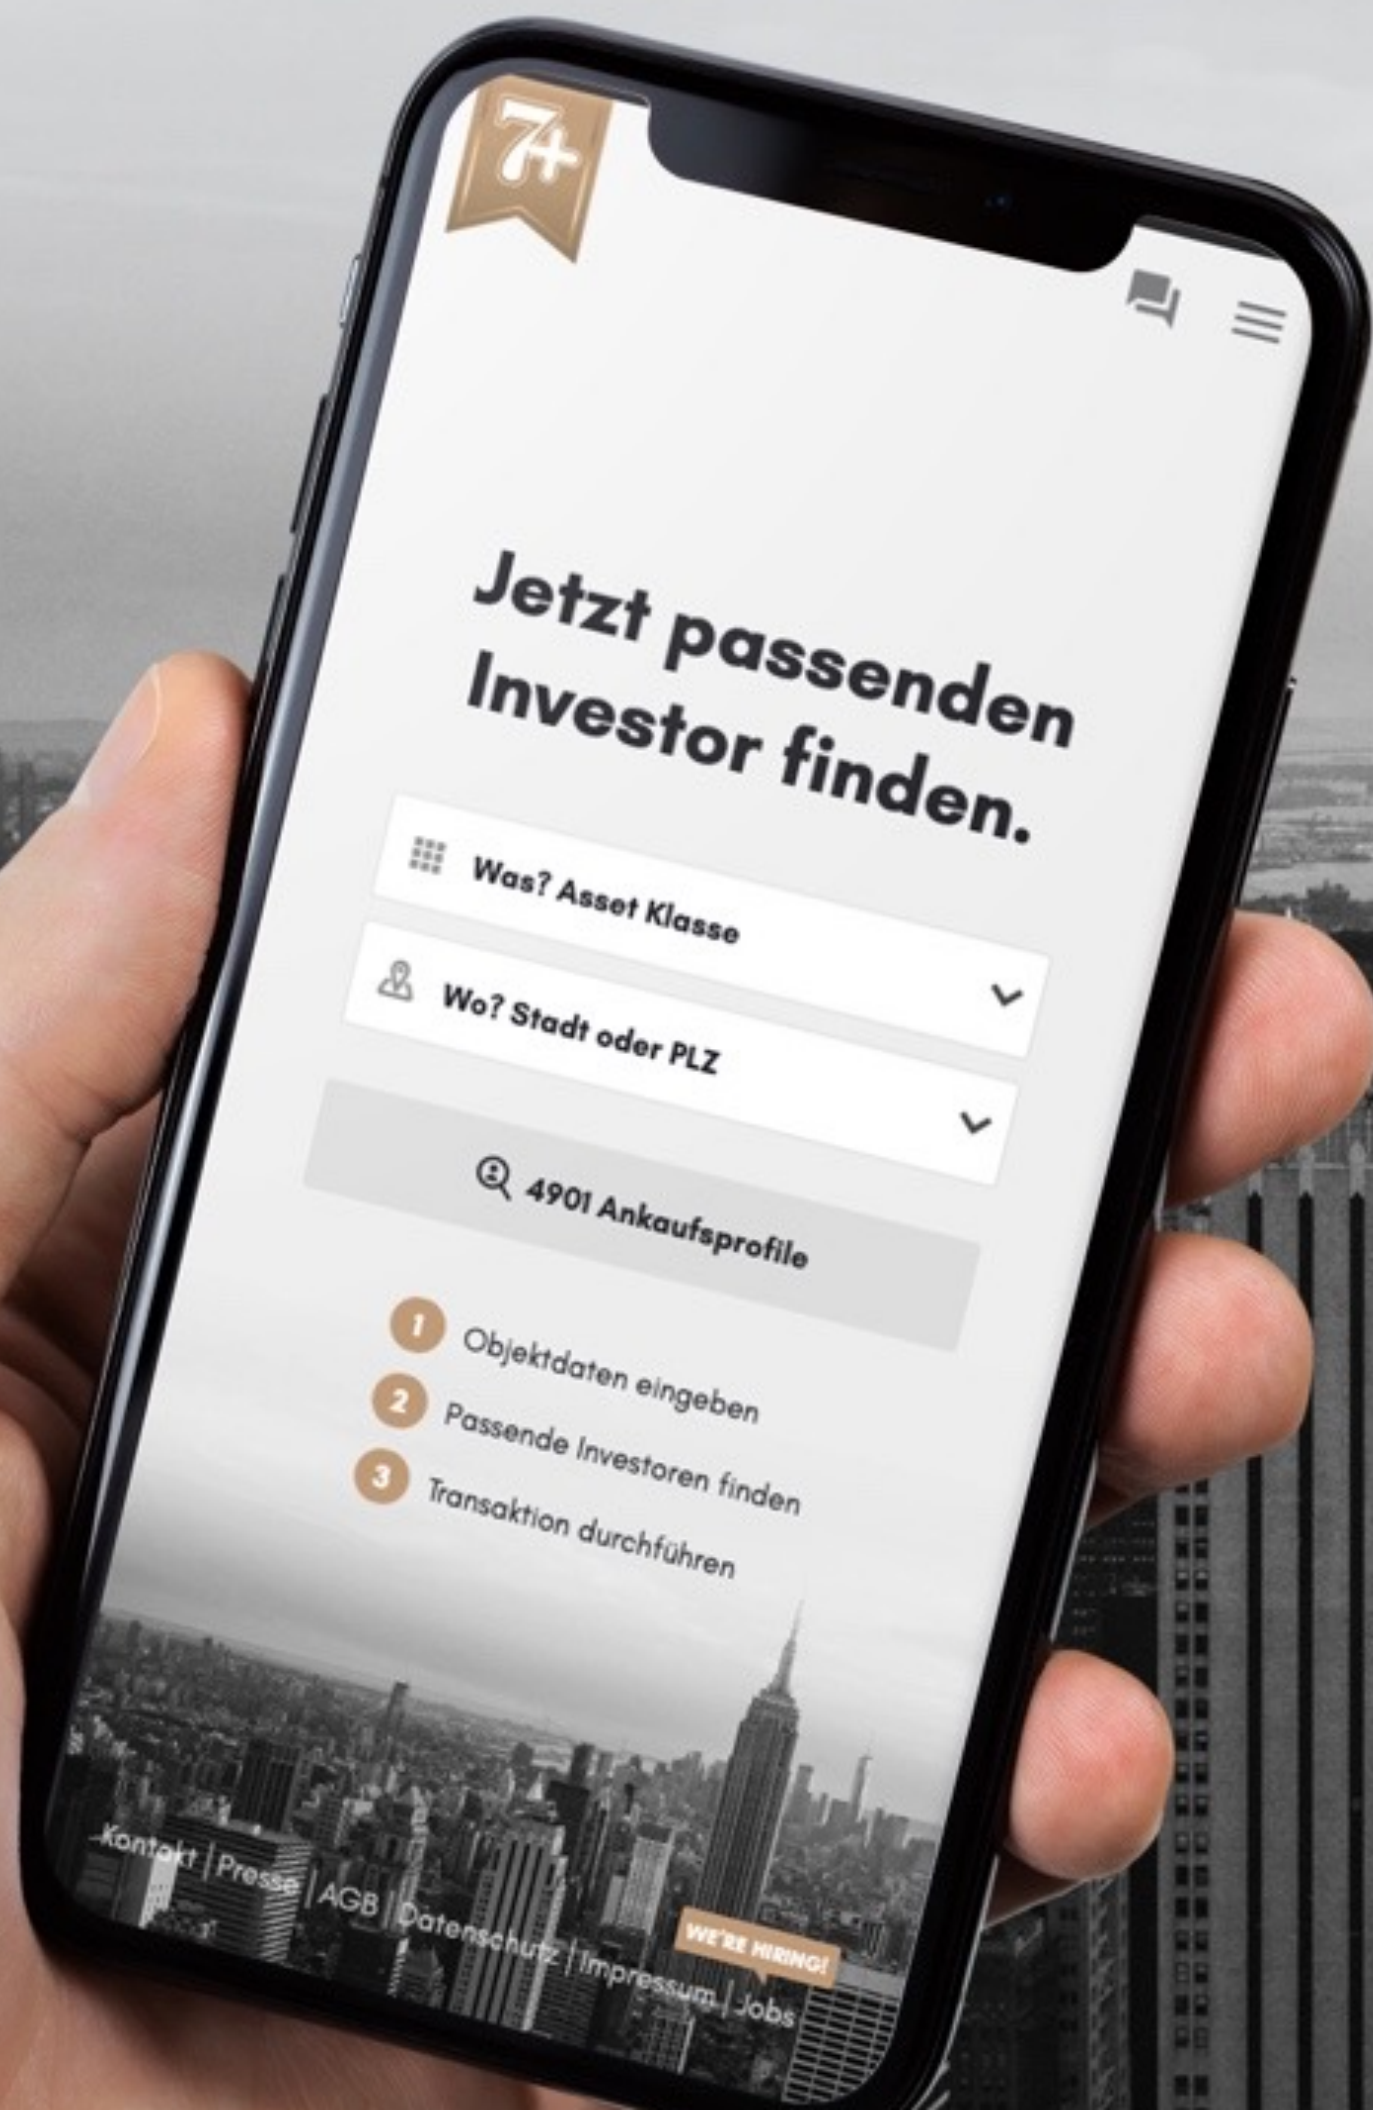 7+
Jetzt passenden
Investor finden.
Was? Asset Klasse
Wo? Stadt oder PLZ
4901 Ankaufsprofile
1 Objektdaten eingeben
2 Passende Investoren finden
3 Transaktion durchführen
WE'RE HIRING!
Kontakt | Presse | AGB | Datenschutz | Impressum | Jobs